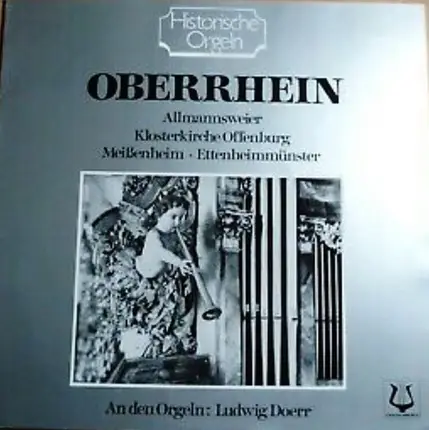 Historische
Orgeln
OBERRHEIN
Allmannsweier
Klosterkirche Offenburg
Meißenheim · Ettenheimmünster
An den Orgeln: Ludwig Doerr